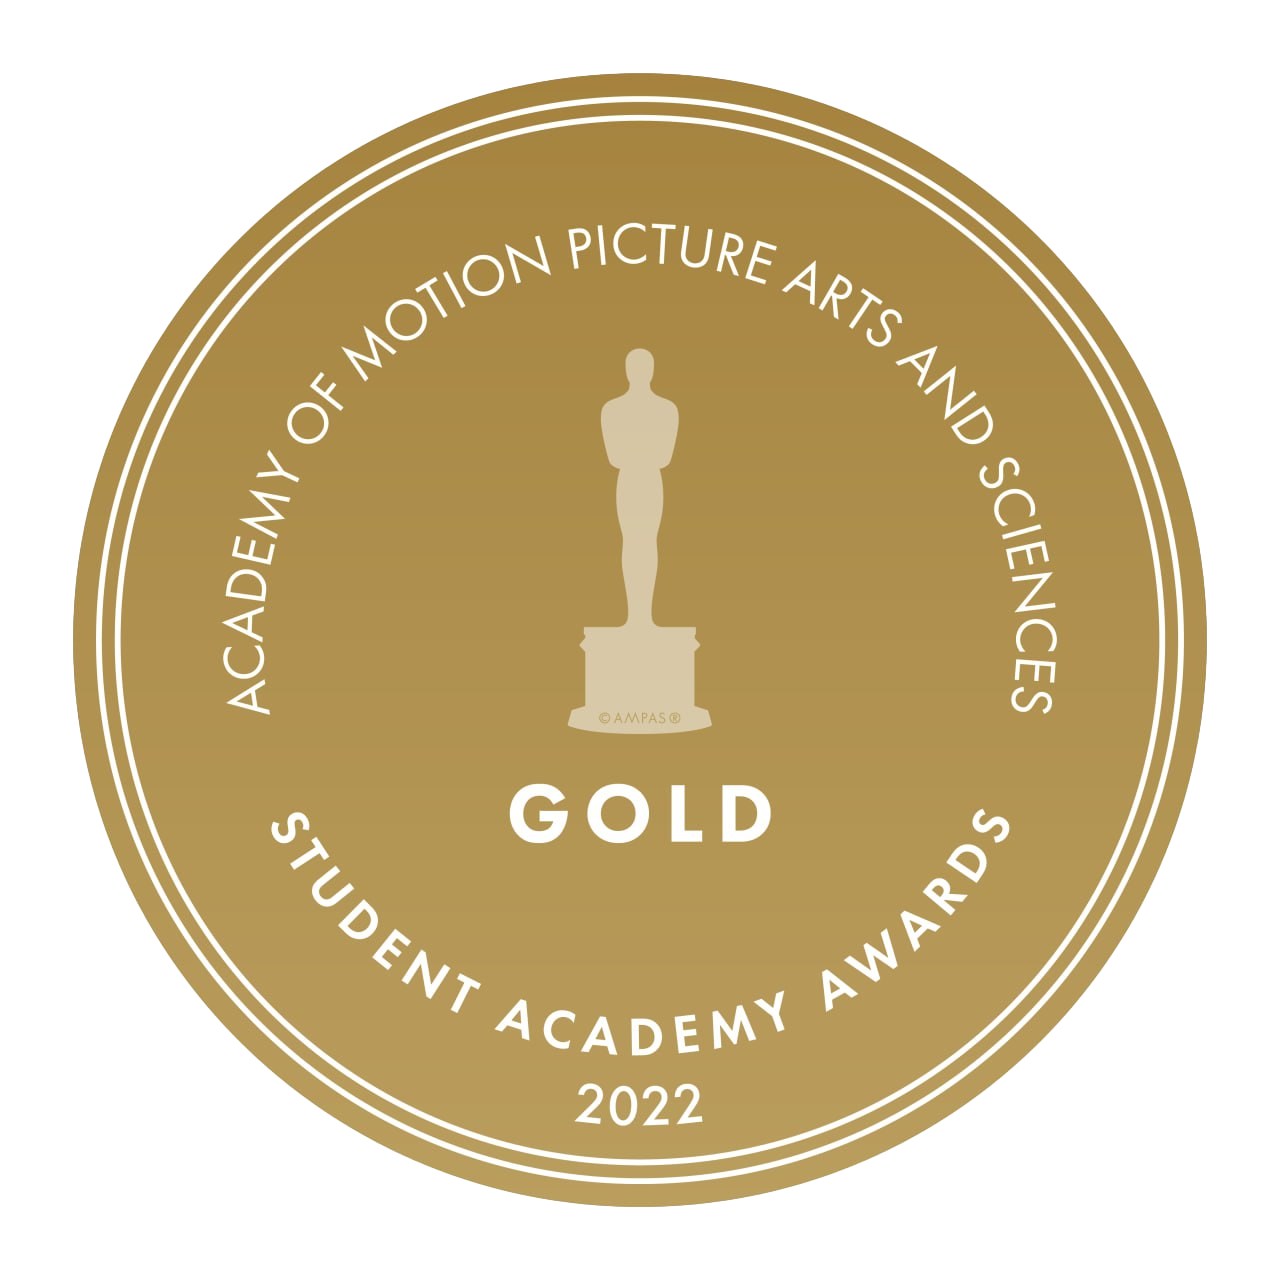 ACADEMY OF MOTION PICTURE ARTS AND SCIENCES
© AMPAS ®
GOLD
STUDENT ACADEMY AWARDS
2022